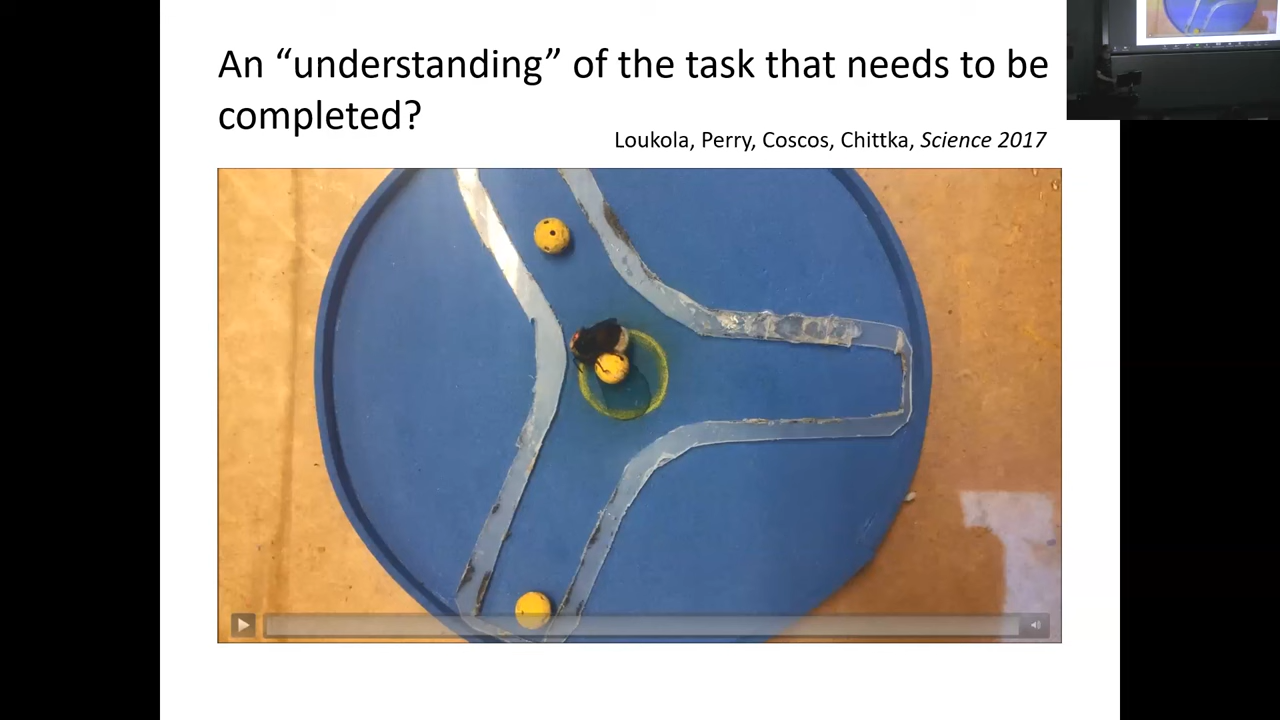 An “understanding” of the task that needs to be
completed?
Loukola, Perry, Coscos, Chittka, Science 2017